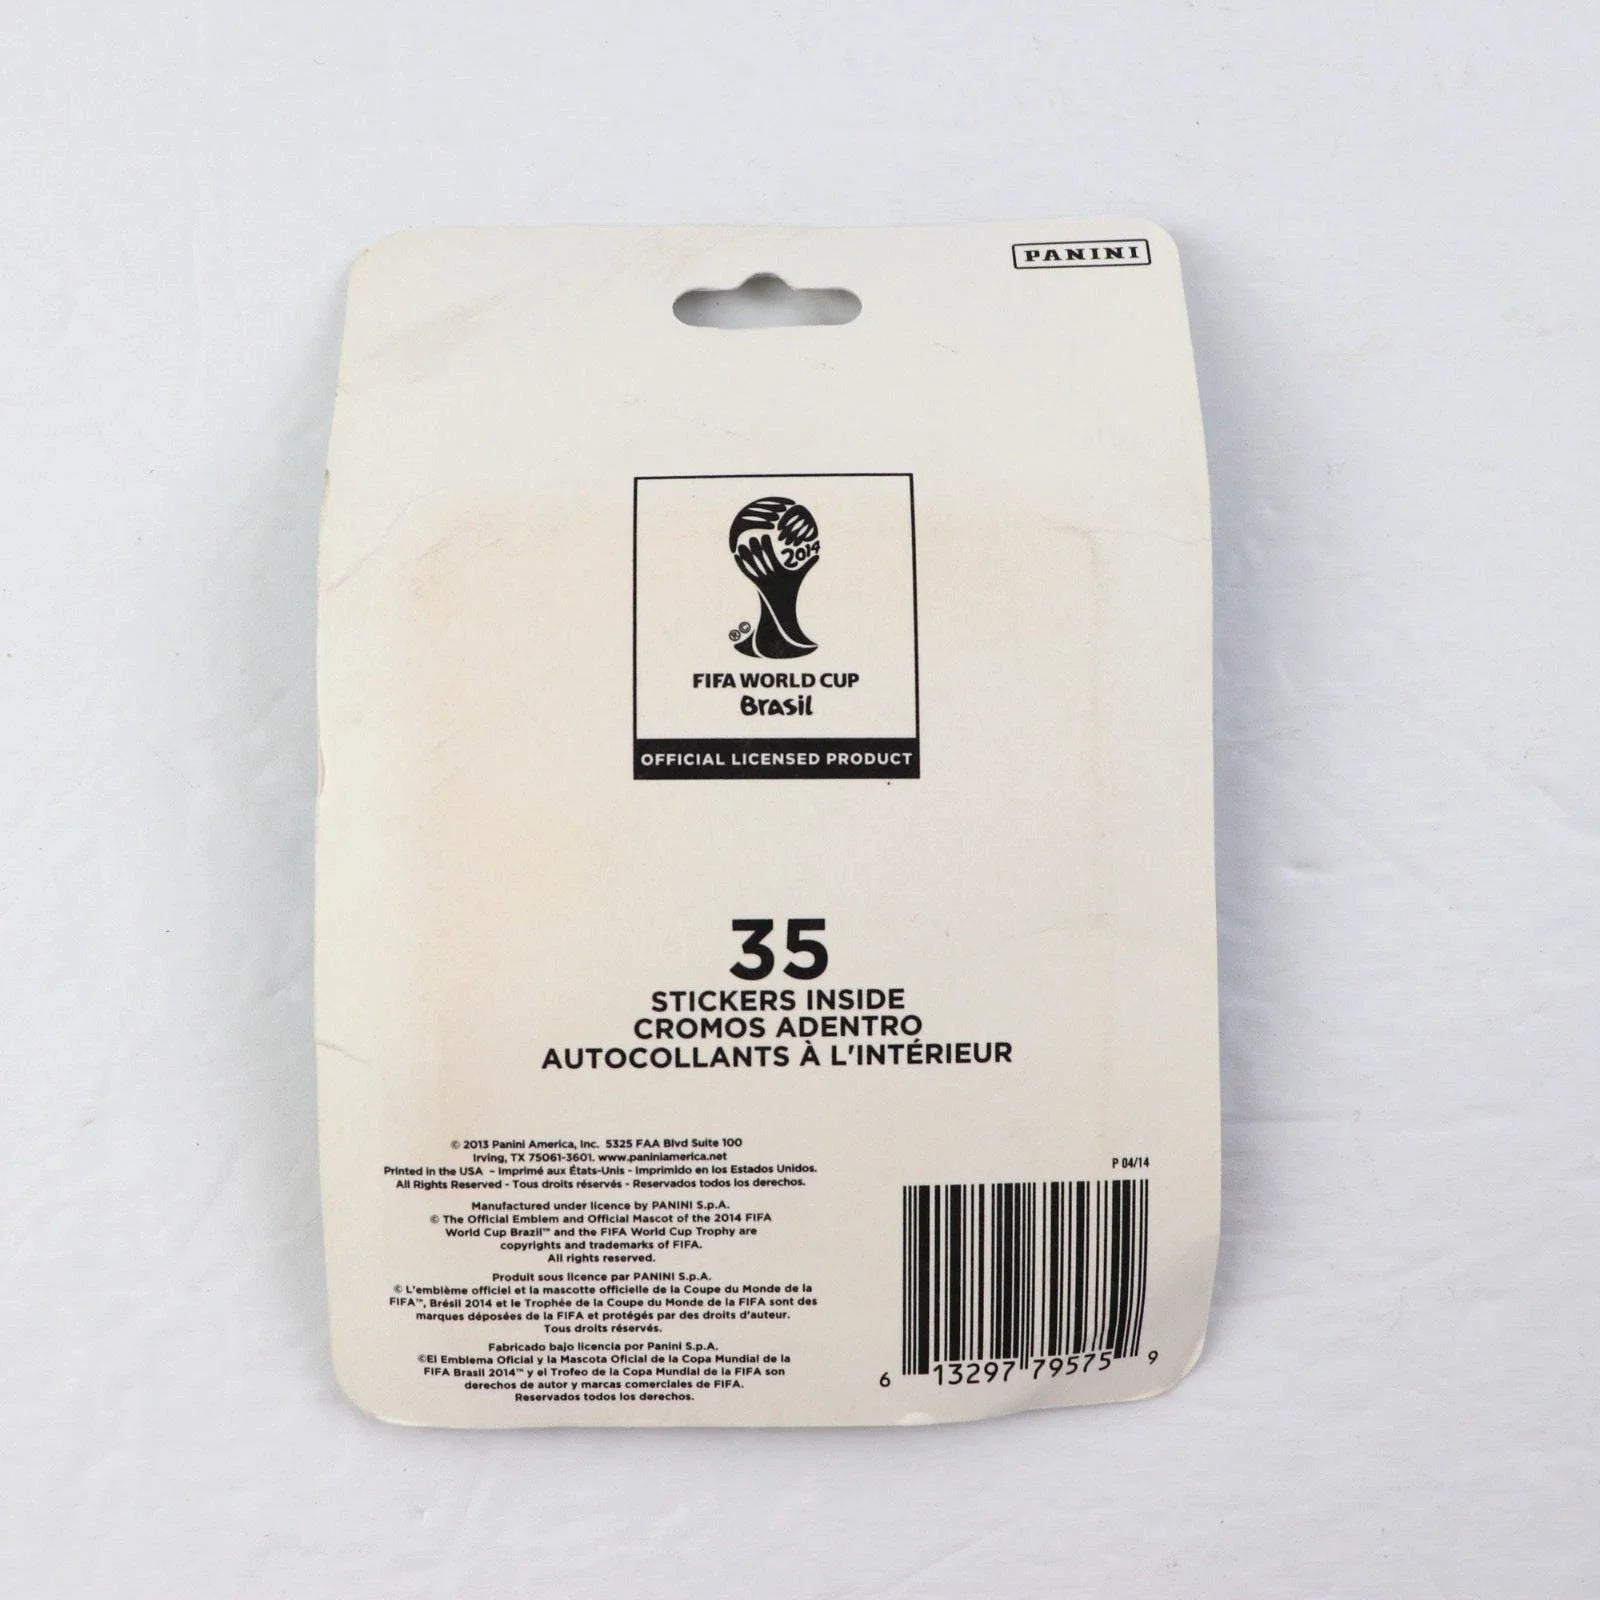 PANINI
2014
® ©
FIFA WORLD CUP
Brasil
OFFICIAL LICENSED PRODUCT
35
STICKERS INSIDE
CROMOS ADENTRO
AUTOCOLLANTS À L'INTÉRIEUR
© 2013 Panini America, Inc. 5325 FAA Blvd Suite 100
Irving, TX 75061-3601. www.paniniamerica.net
Printed in the USA - Imprimé aux États-Unis - Imprimido en los Estados Unidos.
All Rights Reserved - Tous droits réservés - Reservados todos los derechos.
Manufactured under licence by PANINI S.p.A.
© The Official Emblem and Official Mascot of the 2014 FIFA
World Cup Brazil™ and the FIFA World Cup Trophy are
copyrights and trademarks of FIFA.
All rights reserved.
Produit sous licence par PANINI S.p.A.
© L'emblème officiel et la mascotte officielle de la Coupe du Monde de la
FIFA™, Brésil 2014 et le Trophée de la Coupe du Monde de la FIFA sont des
marques déposées de la FIFA et protégés par des droits d'auteur.
Tous droits réservés.
Fabricado bajo licencia por Panini S.p.A.
©El Emblema Oficial y la Mascota Oficial de la Copa Mundial de la
FIFA Brasil 2014™ y el Trofeo de la Copa Mundial de la FIFA son
derechos de autor y marcas comerciales de FIFA.
Reservados todos los derechos.
P 04/14
6 13297 79575 9